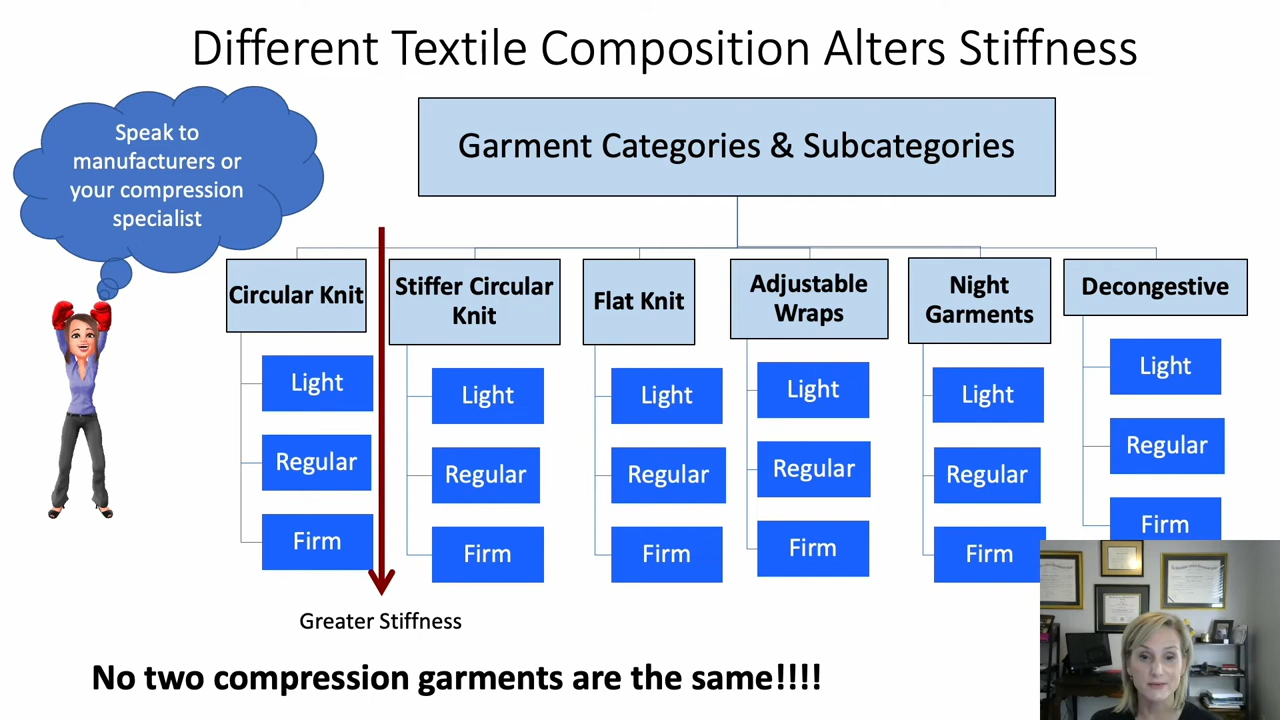 Different Textile Composition Alters Stiffness
Speak to
manufacturers or
your compression
specialist
Garment Categories & Subcategories
Circular Knit
Light
Regular
Firm
Stiffer Circular
Knit
Light
Regular
Firm
Flat Knit
Light
Regular
Firm
Adjustable
Wraps
Light
Regular
Firm
Night
Garments
Light
Regular
Firm
Decongestive
Light
Regular
Firm
Greater Stiffness
No two compression garments are the same!!!!